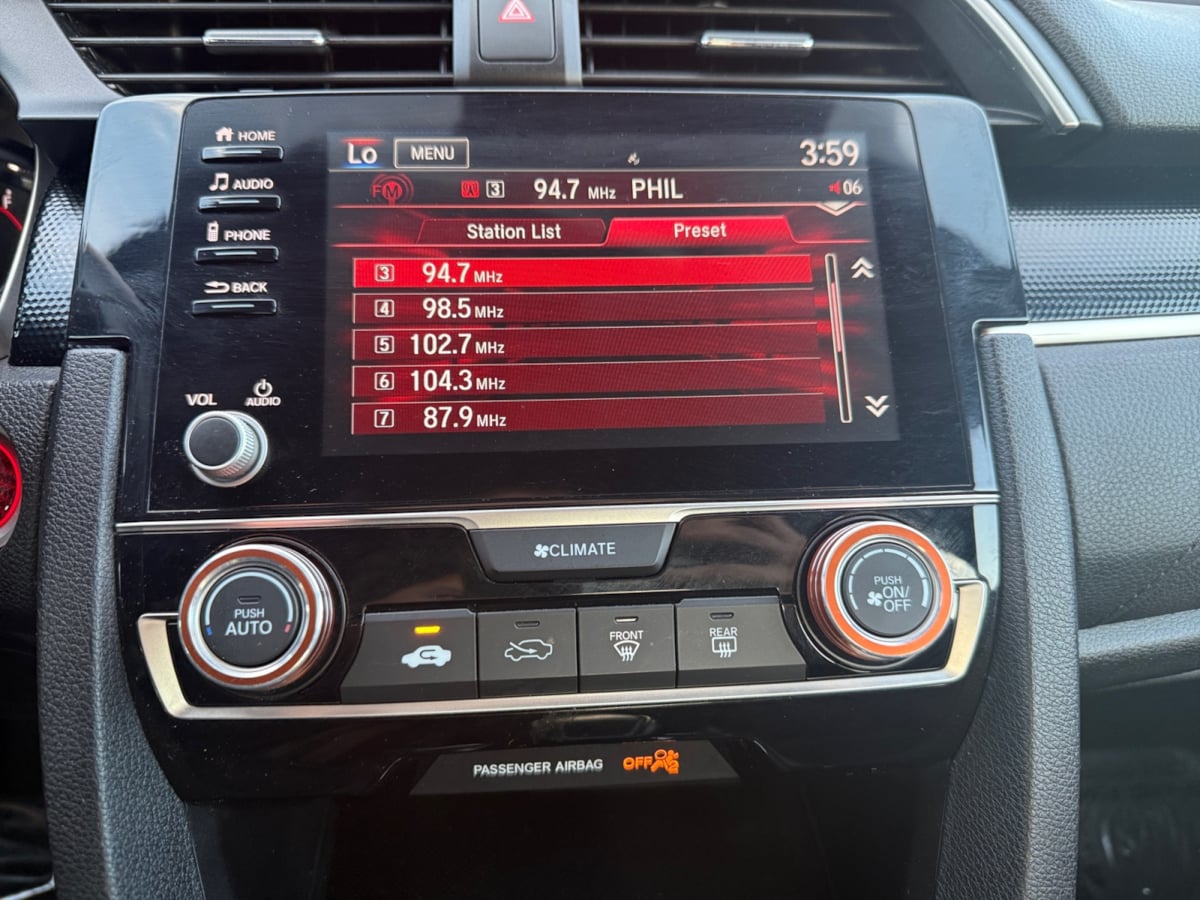 HOME
AUDIO
PHONE
BACK
VOL
AUDIO
Lo MENU 3:59
FM 3 94.7 MHz PHIL 06
Station List Preset
3 94.7 MHz
4 98.5 MHz
5 102.7 MHz
6 104.3 MHz
7 87.9 MHz
CLIMATE
PUSH
AUTO
FRONT
REAR
PUSH
ON/
OFF
PASSENGER AIRBAG OFF